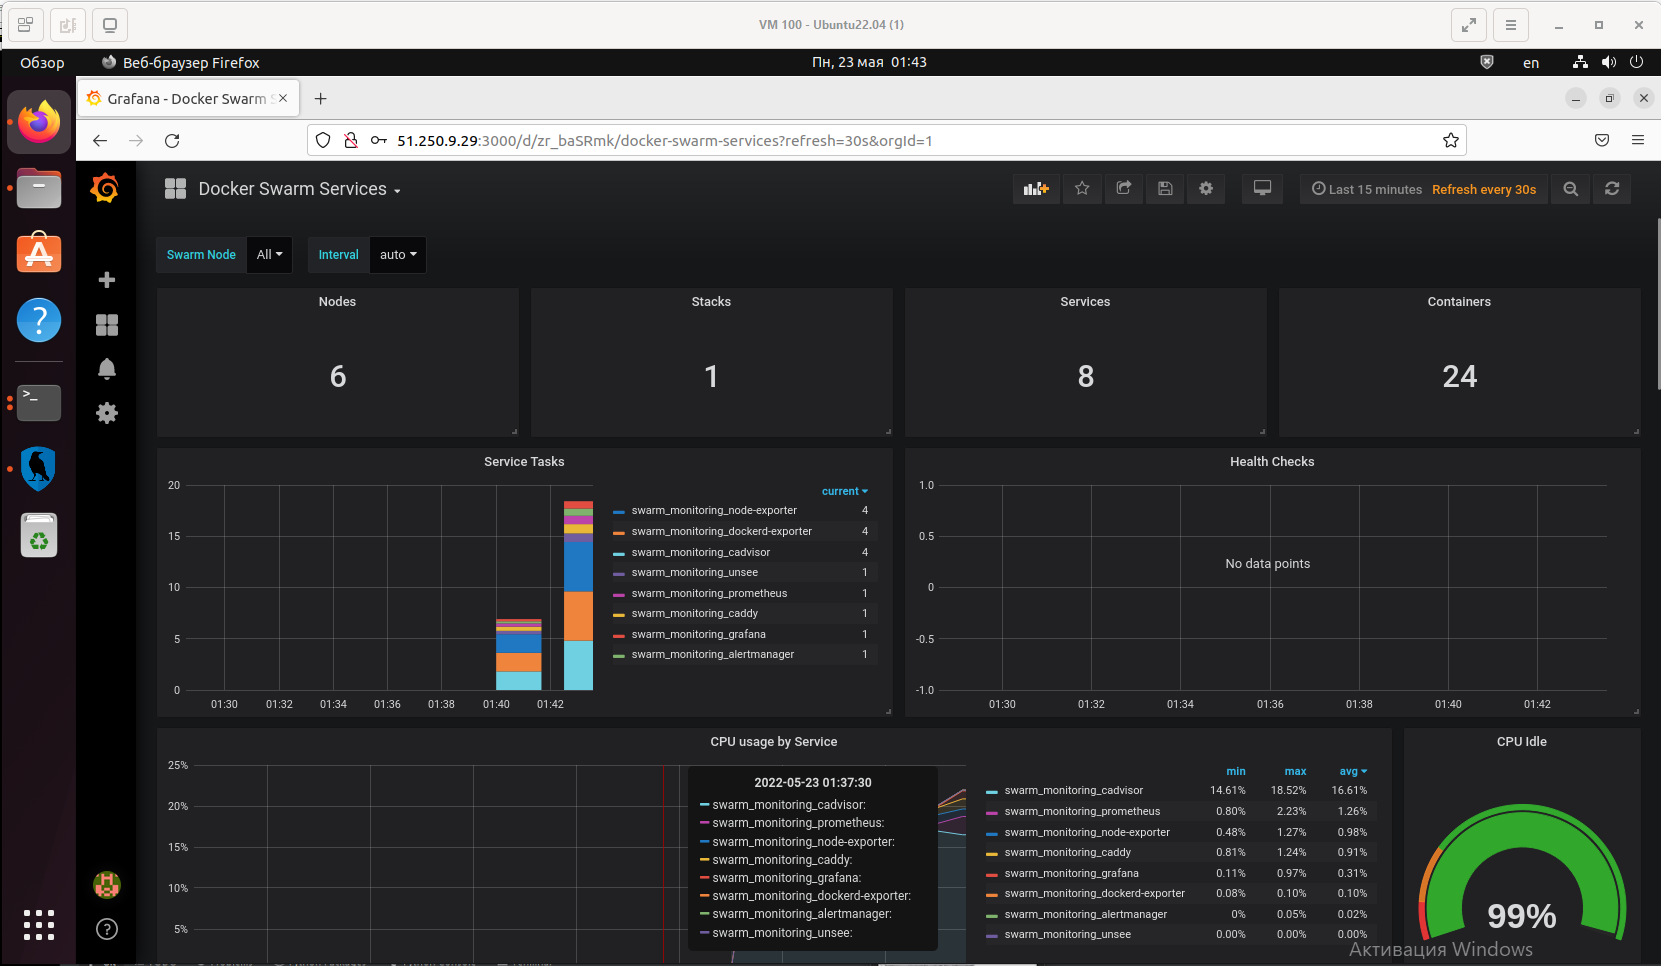 VM 100 - Ubuntu22.04 (1)
Обзор Веб-браузер Firefox Пн, 23 мая 01:43 en
Grafana - Docker Swarm S
51.250.9.29:3000/d/zr_baSRmk/docker-swarm-services?refresh=30s&orgId=1
Docker Swarm Services Last 15 minutes Refresh every 30s
Swarm Node All Interval auto
Nodes Stacks Services Containers
6 1 8 24
Service Tasks
20
15
10
5
0
01:30 01:32 01:34 01:36 01:38 01:40 01:42
current
swarm_monitoring_node-exporter 4
swarm_monitoring_dockerd-exporter 4
swarm_monitoring_cadvisor 4
swarm_monitoring_unsee 1
swarm_monitoring_prometheus 1
swarm_monitoring_caddy 1
swarm_monitoring_grafana 1
swarm_monitoring_alertmanager 1
Health Checks
1.0
0.5
0
-0.5
-1.0
No data points
01:30 01:32 01:34 01:36 01:38 01:40 01:42
CPU usage by Service
25%
20%
15%
10%
5%
2022-05-23 01:37:30
swarm_monitoring_cadvisor:
swarm_monitoring_prometheus:
swarm_monitoring_node-exporter:
swarm_monitoring_caddy:
swarm_monitoring_grafana:
swarm_monitoring_dockerd-exporter:
swarm_monitoring_alertmanager:
swarm_monitoring_unsee:
min max avg
swarm_monitoring_cadvisor 14.61% 18.52% 16.61%
swarm_monitoring_prometheus 0.80% 2.23% 1.26%
swarm_monitoring_node-exporter 0.48% 1.27% 0.98%
swarm_monitoring_caddy 0.81% 1.24% 0.91%
swarm_monitoring_grafana 0.11% 0.97% 0.31%
swarm_monitoring_dockerd-exporter 0.08% 0.10% 0.10%
swarm_monitoring_alertmanager 0% 0.05% 0.02%
swarm_monitoring_unsee 0.00% 0.00% 0.00%
CPU Idle
99%
Активация Windows